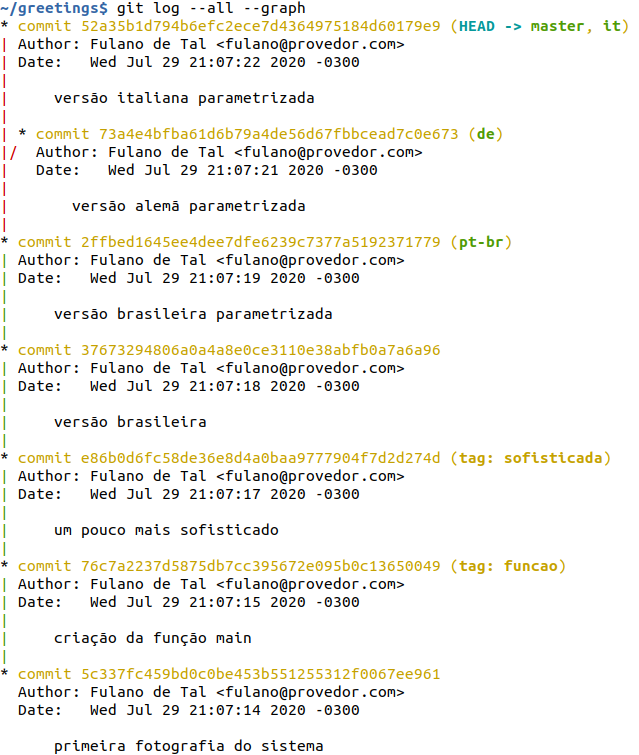 ~/greetings$ git log --all --graph
* commit 52a35b1d794b6efc2ece7d4364975184d60179e9 (HEAD -> master, it)
| Author: Fulano de Tal <fulano@provedor.com>
| Date:   Wed Jul 29 21:07:22 2020 -0300
|
|     versão italiana parametrizada
|
| * commit 73a4e4bfba61d6b79a4de56d67fbbcead7c0e673 (de)
|/  Author: Fulano de Tal <fulano@provedor.com>
|   Date:   Wed Jul 29 21:07:21 2020 -0300
|
|       versão alemã parametrizada
|
* commit 2ffbed1645ee4dee7dfe6239c7377a5192371779 (pt-br)
| Author: Fulano de Tal <fulano@provedor.com>
| Date:   Wed Jul 29 21:07:19 2020 -0300
|
|     versão brasileira parametrizada
|
* commit 37673294806a0a4a8e0ce3110e38abfb0a7a6a96
| Author: Fulano de Tal <fulano@provedor.com>
| Date:   Wed Jul 29 21:07:18 2020 -0300
|
|     versão brasileira
|
* commit e86b0d6fc58de36e8d4a0baa9777904f7d2d274d (tag: sofisticada)
| Author: Fulano de Tal <fulano@provedor.com>
| Date:   Wed Jul 29 21:07:17 2020 -0300
|
|     um pouco mais sofisticado
|
* commit 76c7a2237d5875db7cc395672e095b0c13650049 (tag: funcao)
| Author: Fulano de Tal <fulano@provedor.com>
| Date:   Wed Jul 29 21:07:15 2020 -0300
|
|     criação da função main
|
* commit 5c337fc459bd0c0be453b551255312f0067ee961
  Author: Fulano de Tal <fulano@provedor.com>
  Date:   Wed Jul 29 21:07:14 2020 -0300

      primeira fotografia do sistema